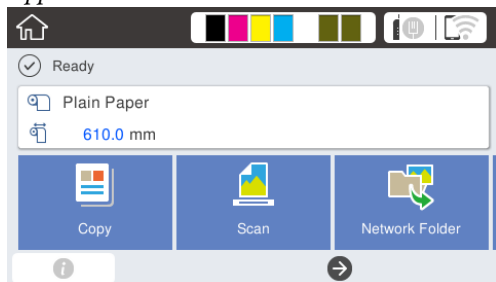 Ready
Plain Paper
610.0 mm
Copy
Scan
Network Folder